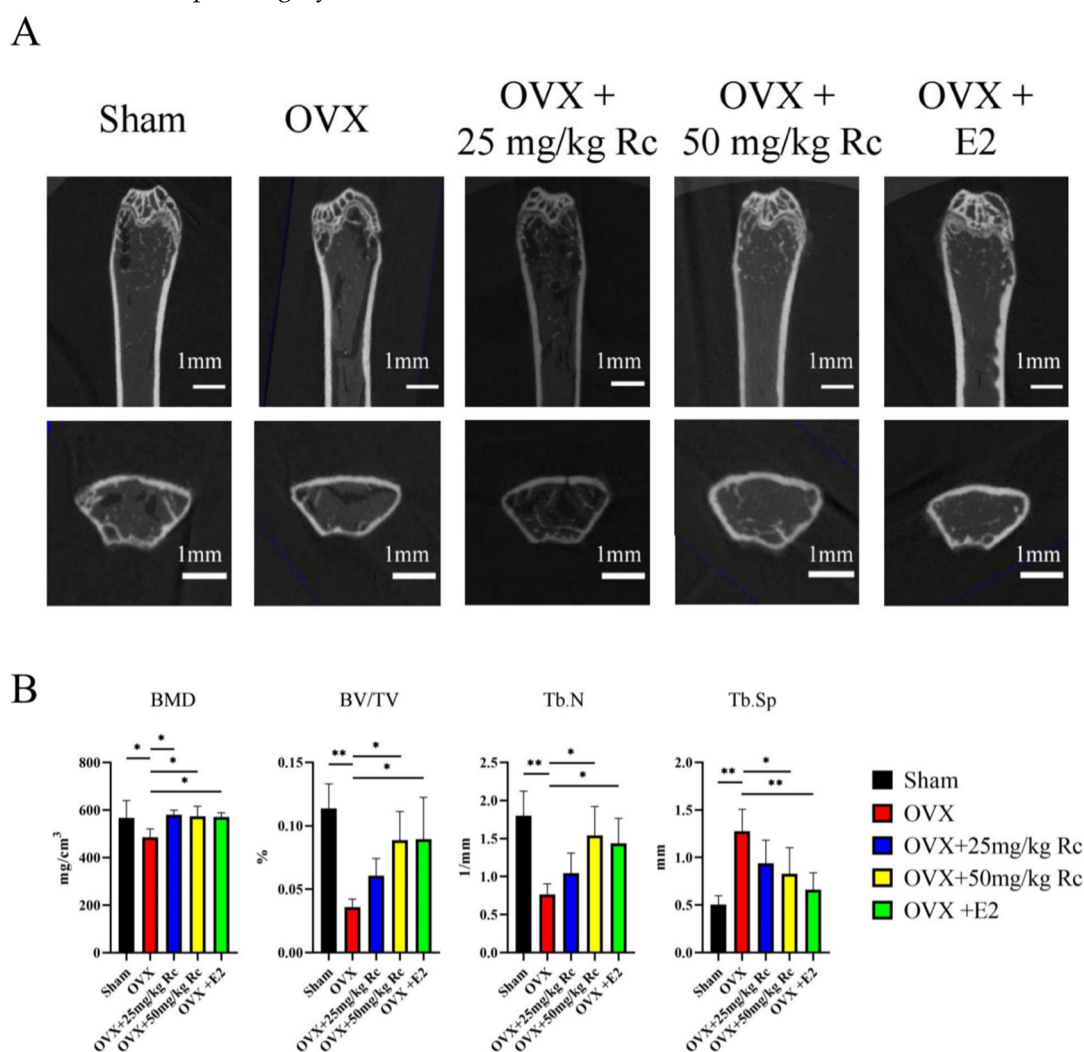 A
Sham
OVX
OVX +
25 mg/kg Rc
OVX +
50 mg/kg Rc
OVX +
E2
1mm
1mm
1mm
1mm
1mm
1mm
1mm
1mm
1mm
1mm
B
BMD
mg/cm³
800
600
400
200
0
*
*
*
*
Sham
OVX
OVX+25mg/kg Rc
OVX+50mg/kg Rc
OVX +E2
BV/TV
%
0.15
0.10
0.05
0.00
**
*
*
Sham
OVX
OVX+25mg/kg Rc
OVX+50mg/kg Rc
OVX +E2
Tb.N
1/mm
2.5
2.0
1.5
1.0
0.5
0.0
**
*
*
Sham
OVX
OVX+25mg/kg Rc
OVX+50mg/kg Rc
OVX +E2
Tb.Sp
mm
2.0
1.5
1.0
0.5
0.0
**
*
**
Sham
OVX
OVX+25mg/kg Rc
OVX+50mg/kg Rc
OVX +E2
Sham
OVX
OVX+25mg/kg Rc
OVX+50mg/kg Rc
OVX +E2